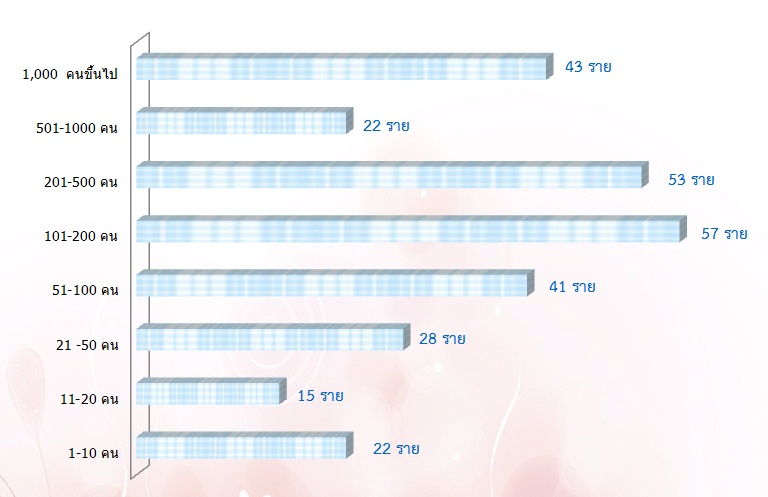 1,000 คนขึ้นไป 43 ราย
501-1000 คน 22 ราย
201-500 คน 53 ราย
101-200 คน 57 ราย
51-100 คน 41 ราย
21 -50 คน 28 ราย
11-20 คน 15 ราย
1-10 คน 22 ราย